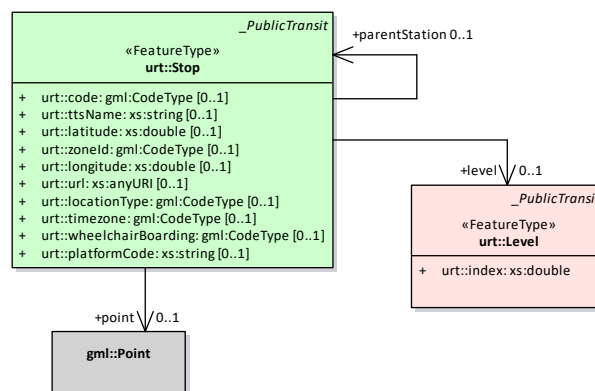 _PublicTransit
«FeatureType»
urt::Stop
+ urt::code: gml:CodeType [0..1]
+ urt::ttsName: xs:string [0..1]
+ urt::latitude: xs:double [0..1]
+ urt::zoneId: gml:CodeType [0..1]
+ urt::longitude: xs:double [0..1]
+ urt::url: xs:anyURI [0..1]
+ urt::locationType: gml:CodeType [0..1]
+ urt::timezone: gml:CodeType [0..1]
+ urt::wheelchairBoarding: gml:CodeType [0..1]
+ urt::platformCode: xs:string [0..1]
+parentStation 0..1
+level 0..1
_PublicTransit
«FeatureType»
urt::Level
+ urt::index: xs:double
+point 0..1
gml::Point